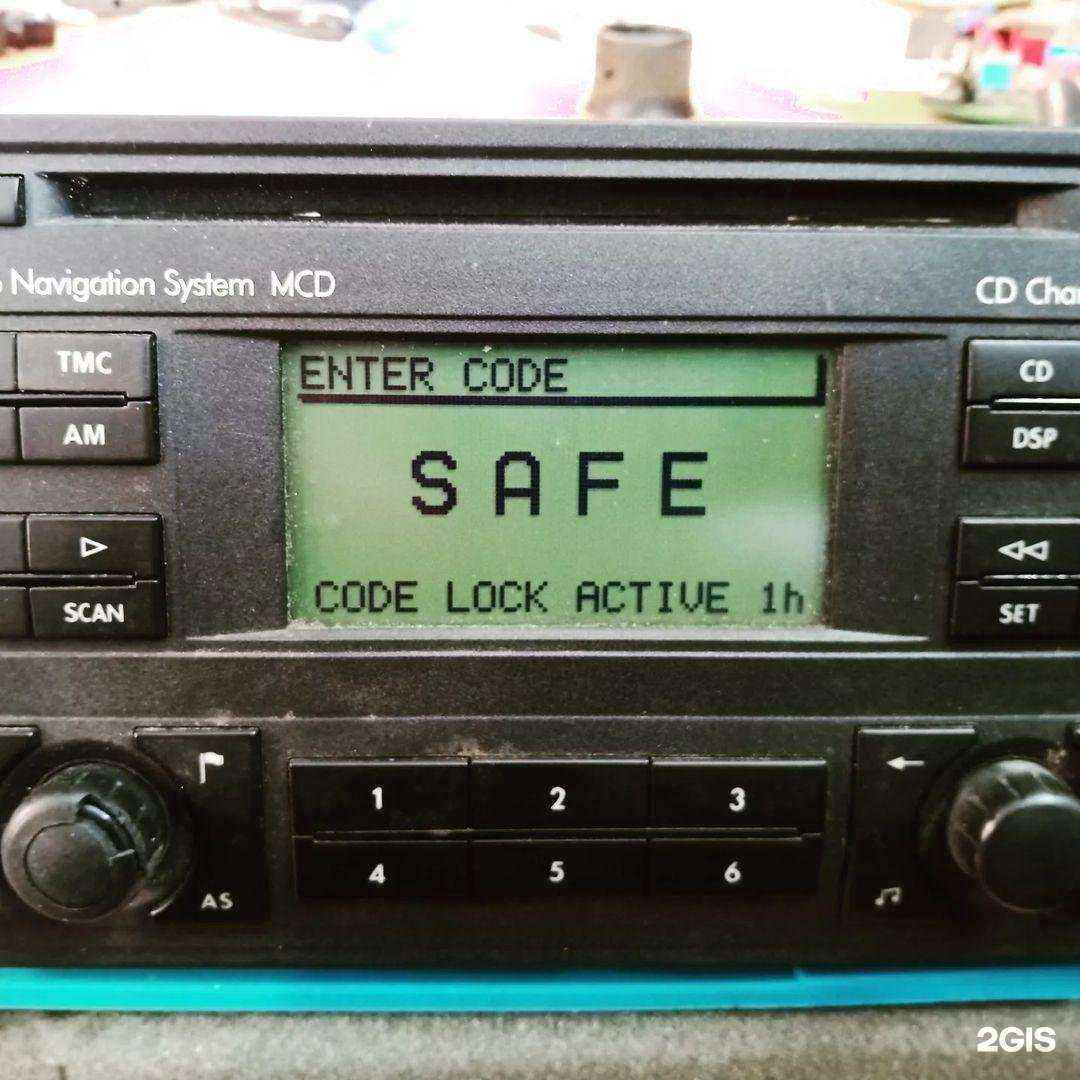 Navigation System MCD
CD
TMC
AM
SCAN
ENTER CODE
SAFE
CODE LOCK ACTIVE 1h
CD
DSP
SET
AS
1 2 3
4 5 6
2GIS